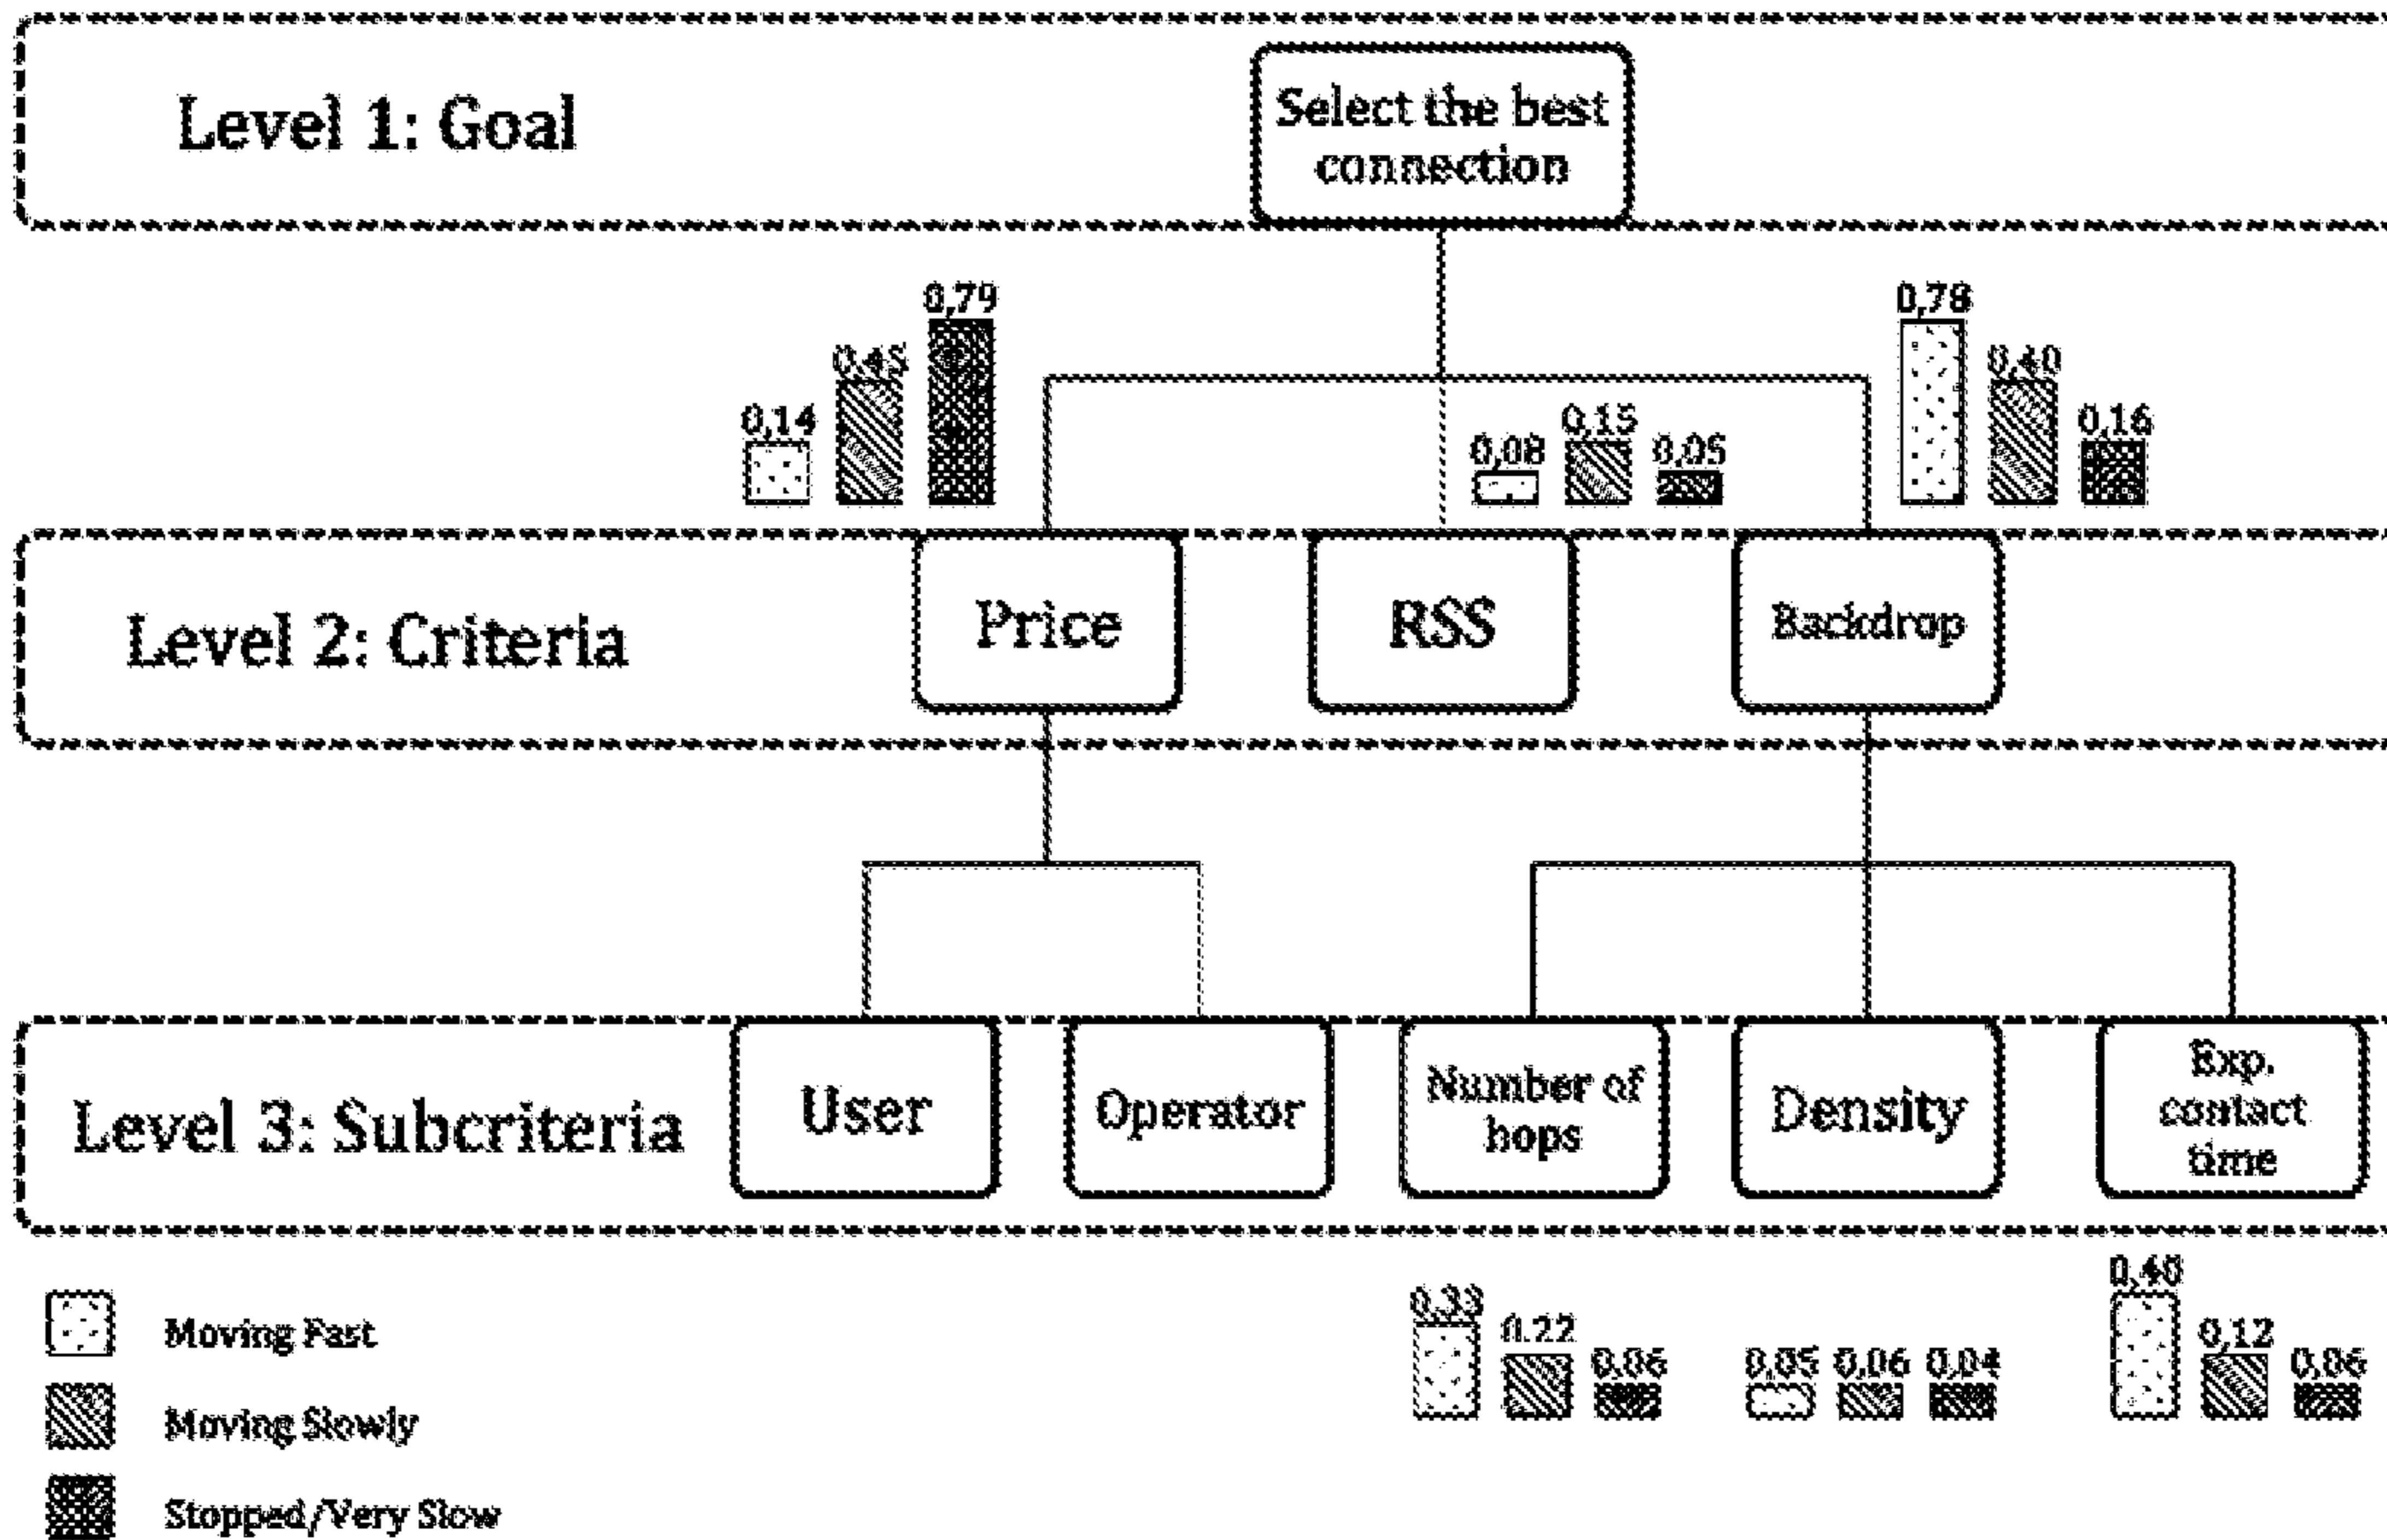 Level 1: Goal
Select the best
connection
0,14
0,45
0,79
0,08
0,15
0,05
0,78
0,40
0,16
Level 2: Criteria
Price
RSS
Backdrop
Level 3: Subcriteria
User
Operator
Number of
hops
Density
Exp.
contact
time
Moving Fast
Moving Slowly
Stopped/Very Slow
0,33
0,22
0,06
0,05
0,06
0,04
0,12
0,06